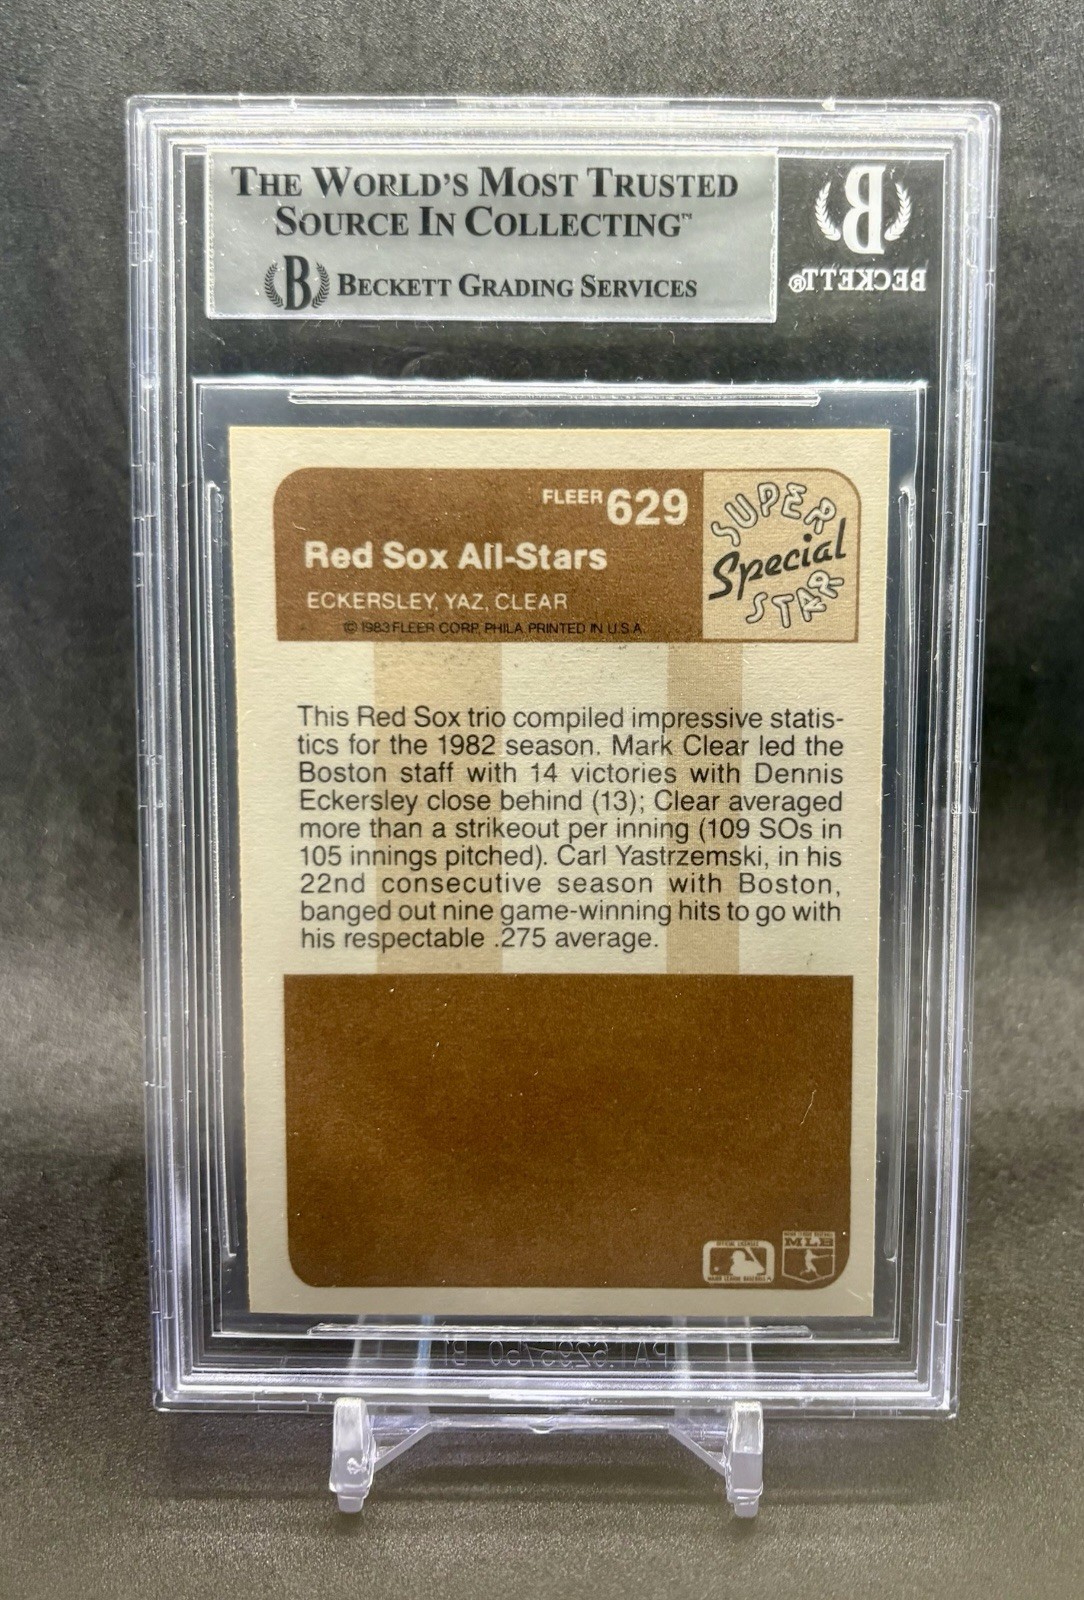 THE WORLD'S MOST TRUSTED
SOURCE IN COLLECTING™
B BECKETT GRADING SERVICES
B
BECKETT®
FLEER 629
SUPER
Special
STAR
Red Sox All-Stars
ECKERSLEY, YAZ, CLEAR
© 1983 FLEER CORP. PHILA. PRINTED IN U.S.A.
This Red Sox trio compiled impressive statis-
tics for the 1982 season. Mark Clear led the
Boston staff with 14 victories with Dennis
Eckersley close behind (13); Clear averaged
more than a strikeout per inning (109 SOs in
105 innings pitched). Carl Yastrzemski, in his
22nd consecutive season with Boston,
banged out nine game-winning hits to go with
his respectable .275 average.
MLB